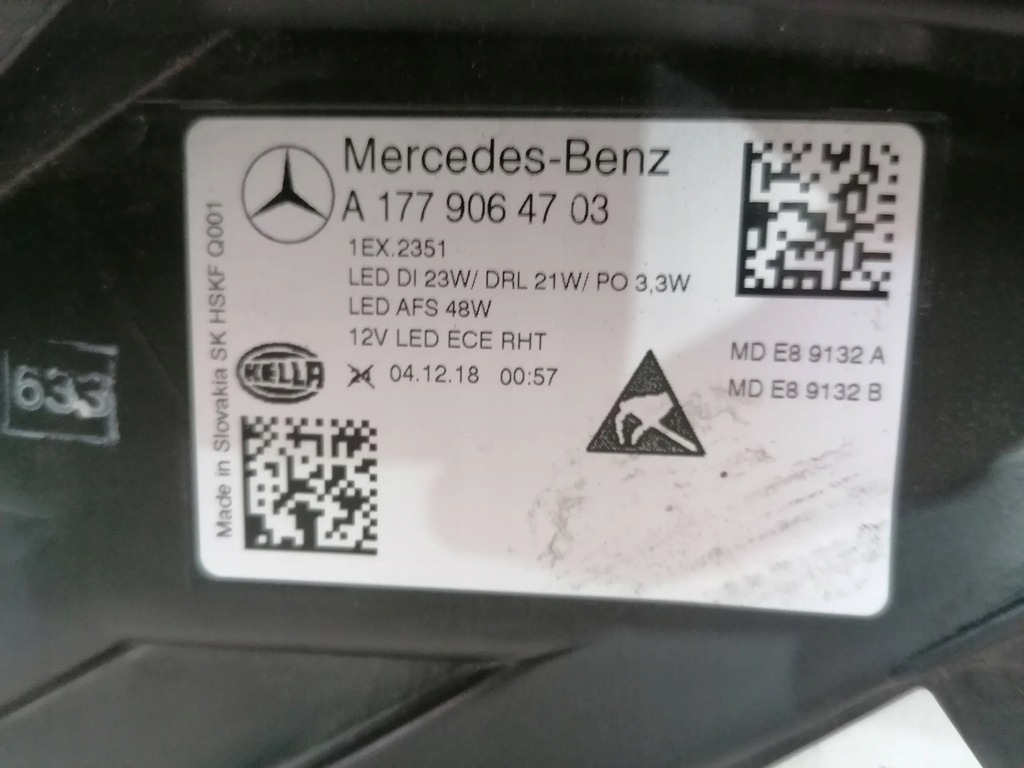 Mercedes-Benz
A 177 906 47 03
1EX.2351
LED DI 23W/ DRL 21W/ PO 3,3W
LED AFS 48W
12V LED ECE RHT
HELLA
04.12.18 00:57
MD E8 9132 A
MD E8 9132 B
Made in Slovakia SK HSKF Q001
633